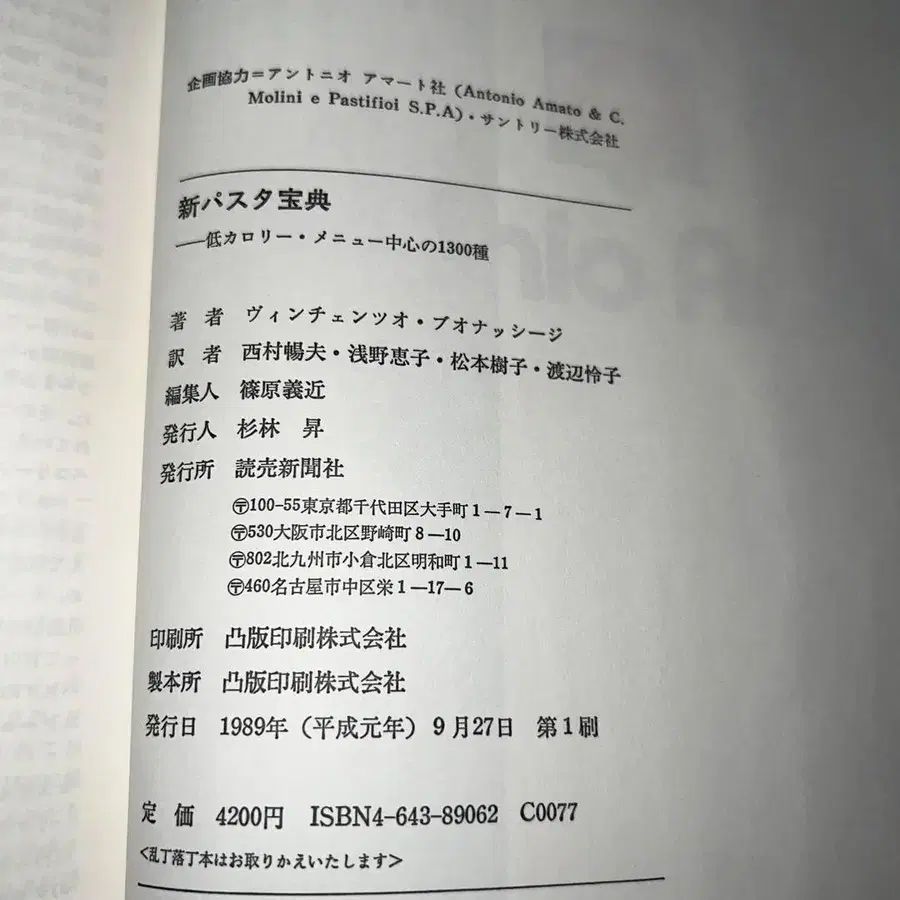 企画協力＝アントニオ アマート社 (Antonio Amato & C.
Molini e Pastifioi S.P.A)・サントリー株式会社
新パスタ宝典
──低カロリー・メニュー中心の1300種
著 者 ヴィンチェンツオ・ブオナッシージ
訳 者 西村暢夫・浅野恵子・松本樹子・渡辺怜子
編集人 篠原義近
発行人 杉林 昇
発行所 読売新聞社
〶100-55東京都千代田区大手町1―7―1
〶530大阪市北区野崎町8―10
〶802北九州市小倉北区明和町1―11
〶460名古屋市中区栄1―17―6
印刷所 凸版印刷株式会社
製本所 凸版印刷株式会社
発行日 1989年（平成元年）9月27日 第1刷
定 価 4200円 ISBN4-643-89062 C0077
<乱丁落丁本はお取りかえいたします>